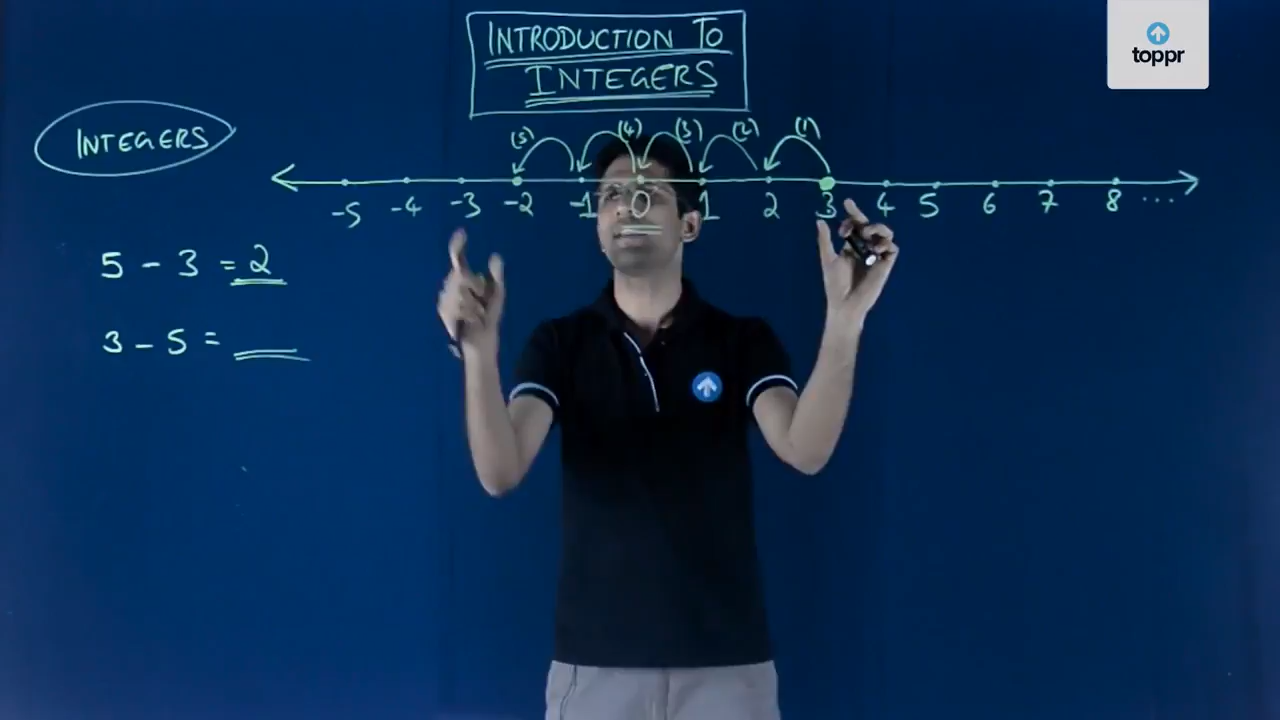 INTRODUCTION TO
INTEGERS
toppr
INTEGERS
(5) (4) (3) (2) (1)
-5 -4 -3 -2 -1 0 1 2 3 4 5 6 7 8 ...
5 - 3 = 2
3 - 5 =